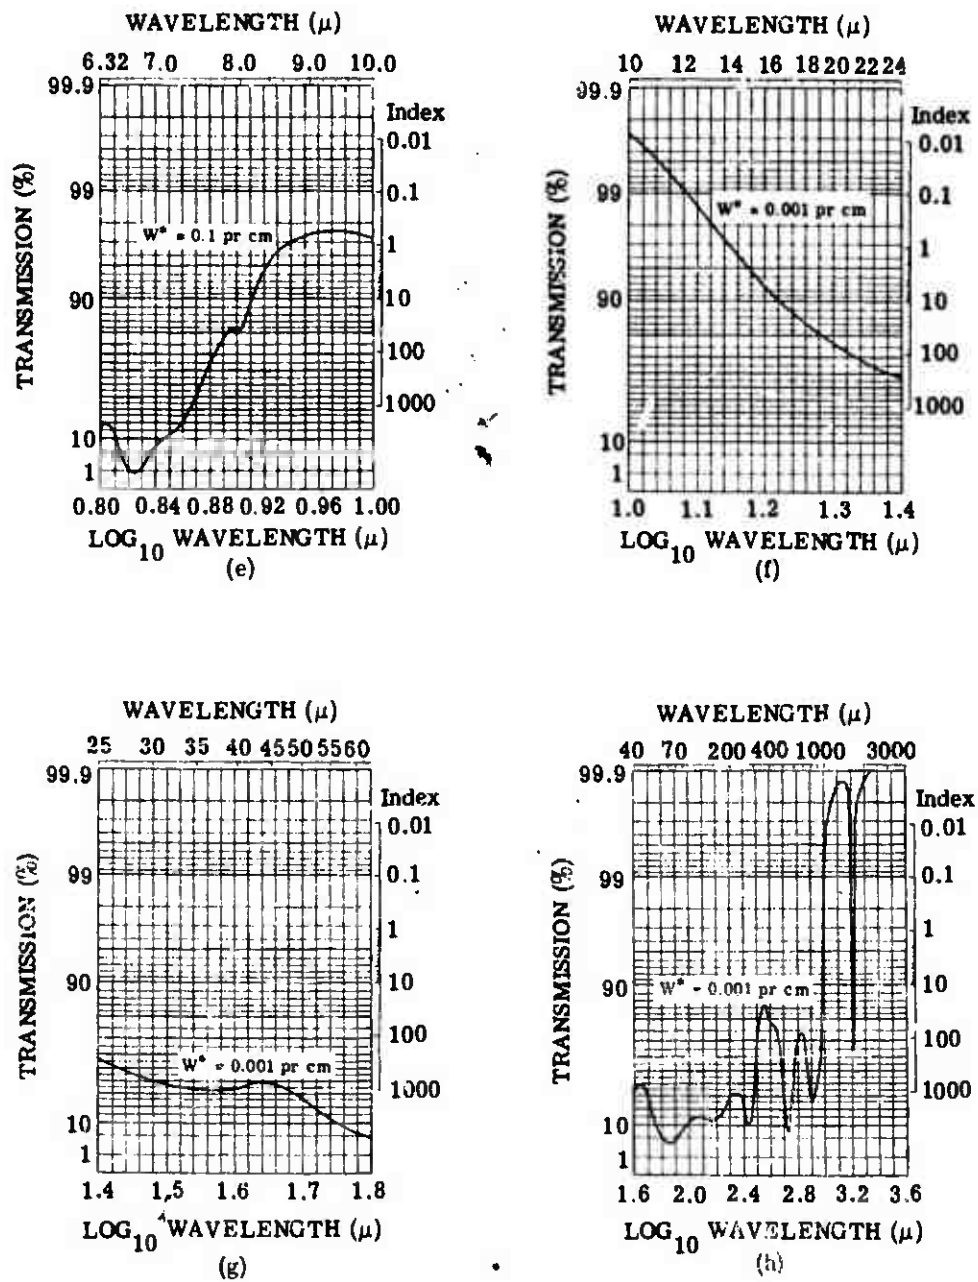 WAVELENGTH (μ)
6.32 7.0 8.0 9.0 10.0
99.9
99
90
10
1
TRANSMISSION (%)
Index
0.01
0.1
1
10
100
1000
W* = 0.1 pr cm
0.80 0.84 0.88 0.92 0.96 1.00
LOG10 WAVELENGTH (μ)
(e)
WAVELENGTH (μ)
10 12 14 16 18 20 22 24
99.9
99
90
10
1
TRANSMISSION (%)
Index
0.01
0.1
1
10
100
1000
W* = 0.001 pr cm
1.0 1.1 1.2 1.3 1.4
LOG10 WAVELENGTH (μ)
(f)
WAVELENGTH (μ)
25 30 35 40 45 50 55 60
99.9
99
90
10
1
TRANSMISSION (%)
Index
0.01
0.1
1
10
100
1000
W* = 0.001 pr cm
1.4 1.5 1.6 1.7 1.8
LOG10 WAVELENGTH (μ)
(g)
WAVELENGTH (μ)
40 70 200 400 1000 3000
99.9
99
90
10
1
TRANSMISSION (%)
Index
0.01
0.1
1
10
100
1000
W* = 0.001 pr cm
1.6 2.0 2.4 2.8 3.2 3.6
LOG10 WAVELENGTH (μ)
(h)